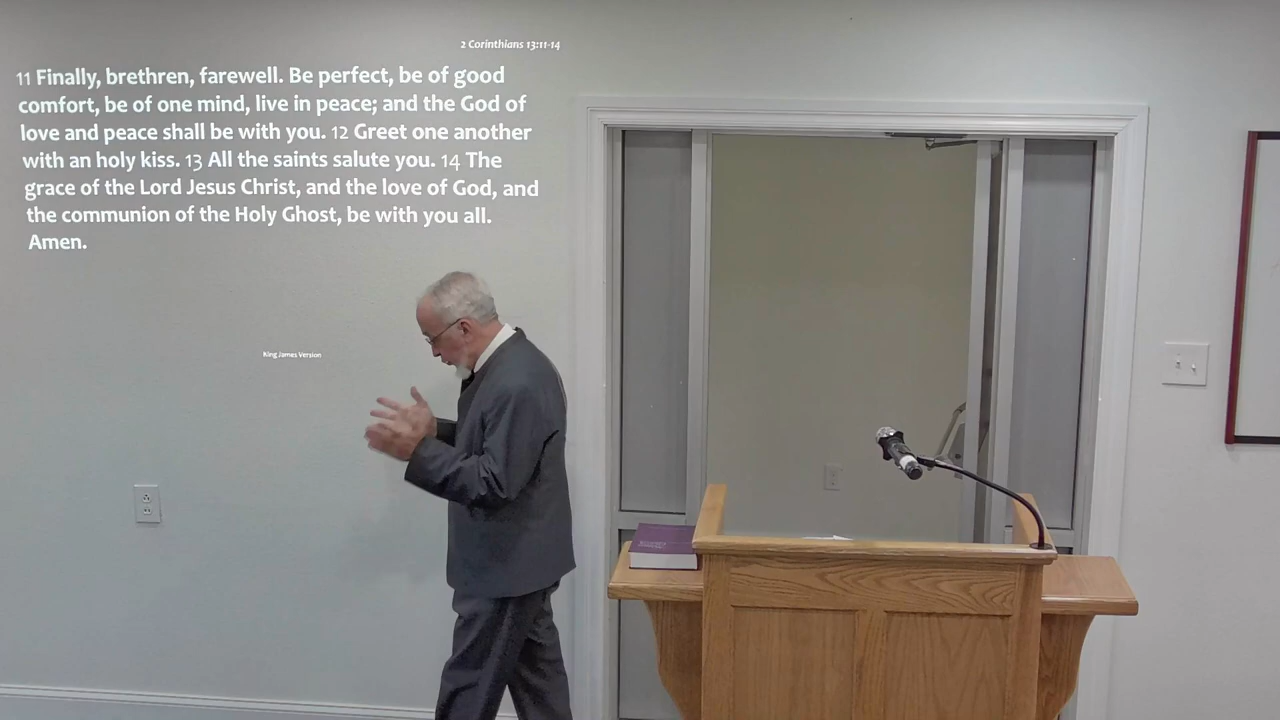 2 Corinthians 13:11-14
11 Finally, brethren, farewell. Be perfect, be of good
comfort, be of one mind, live in peace; and the God of
love and peace shall be with you. 12 Greet one another
with an holy kiss. 13 All the saints salute you. 14 The
grace of the Lord Jesus Christ, and the love of God, and
the communion of the Holy Ghost, be with you all.
Amen.
King James Version